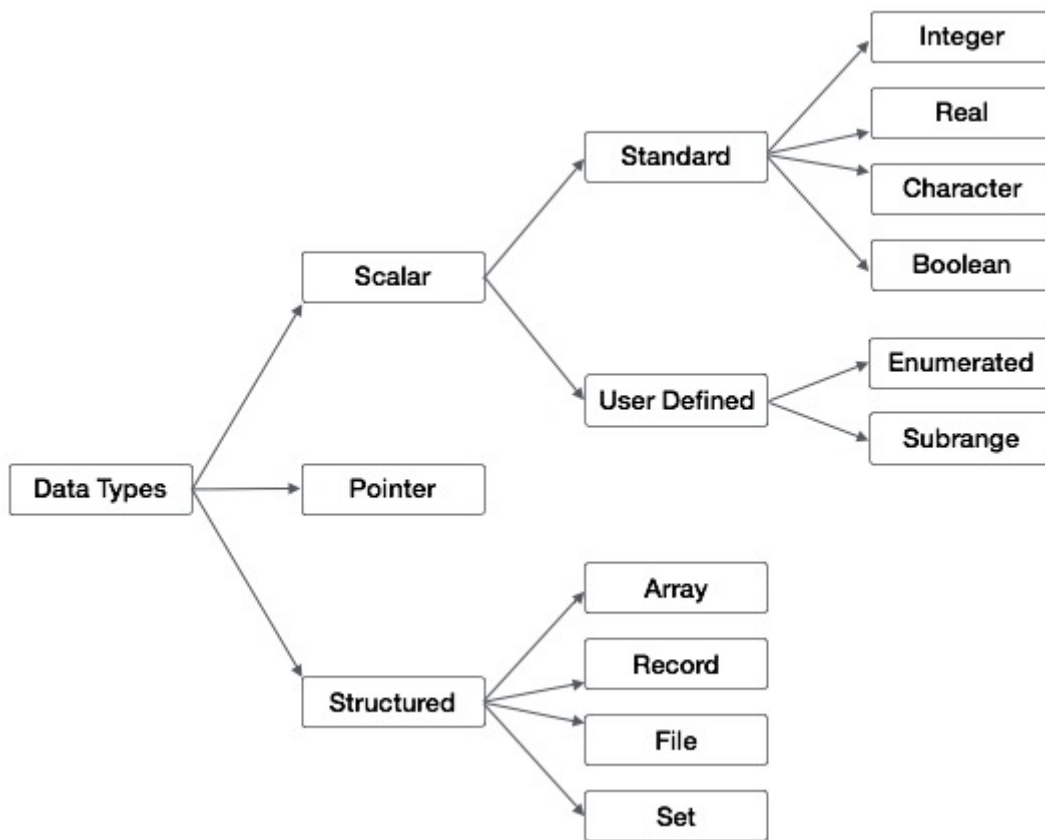 Integer
Real
Standard
Character
Scalar
Boolean
User Defined
Enumerated
Subrange
Data Types
Pointer
Array
Record
Structured
File
Set